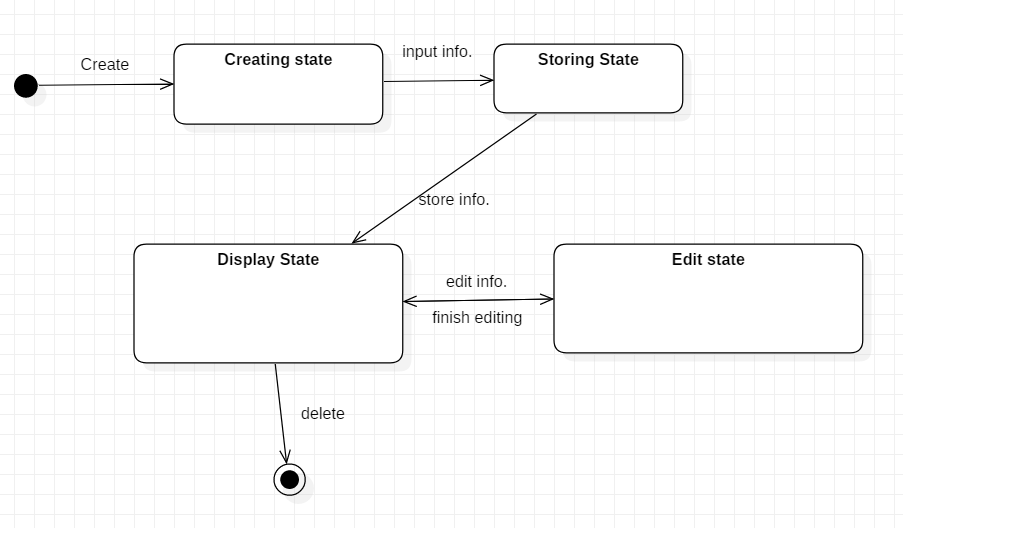 Create
Creating state
input info.
Storing State
store info.
Display State
edit info.
finish editing
Edit state
delete